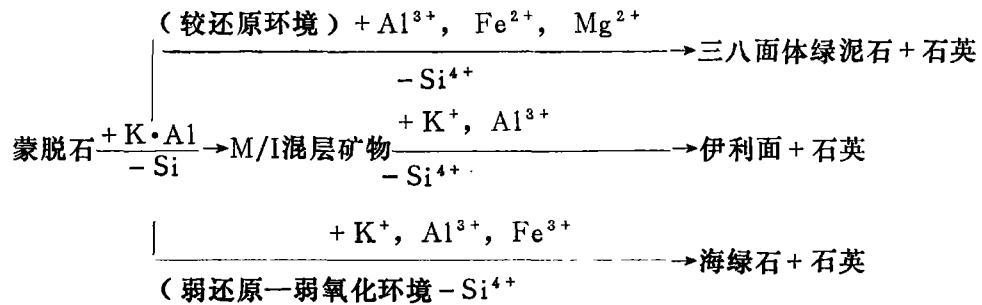 （较还原环境）+Al³⁺，Fe²⁺，Mg²⁺
→三八面体绿泥石+石英
−Si⁴⁺
蒙脱石 +K·Al →M/I混层矿物 +K⁺，Al³⁺ →伊利面+石英
−Si −Si⁴⁺
+K⁺，Al³⁺，Fe³⁺
→海绿石+石英
（弱还原—弱氧化环境−Si⁴⁺